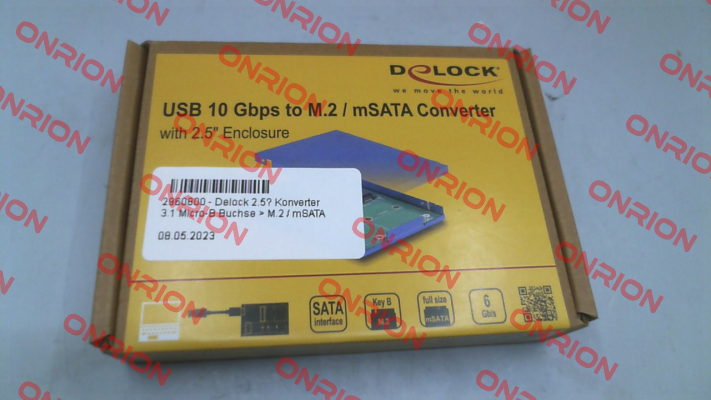 DELOCK
we move the world
USB 10 Gbps to M.2 / mSATA Converter
with 2.5" Enclosure
2960800 - Delock 2.5? Konverter
3.1 Micro-B Buchse > M.2 / mSATA
08.05.2023
SATA
interface
Key B
M.2
full size
mSATA
6
Gb/s
ONRION